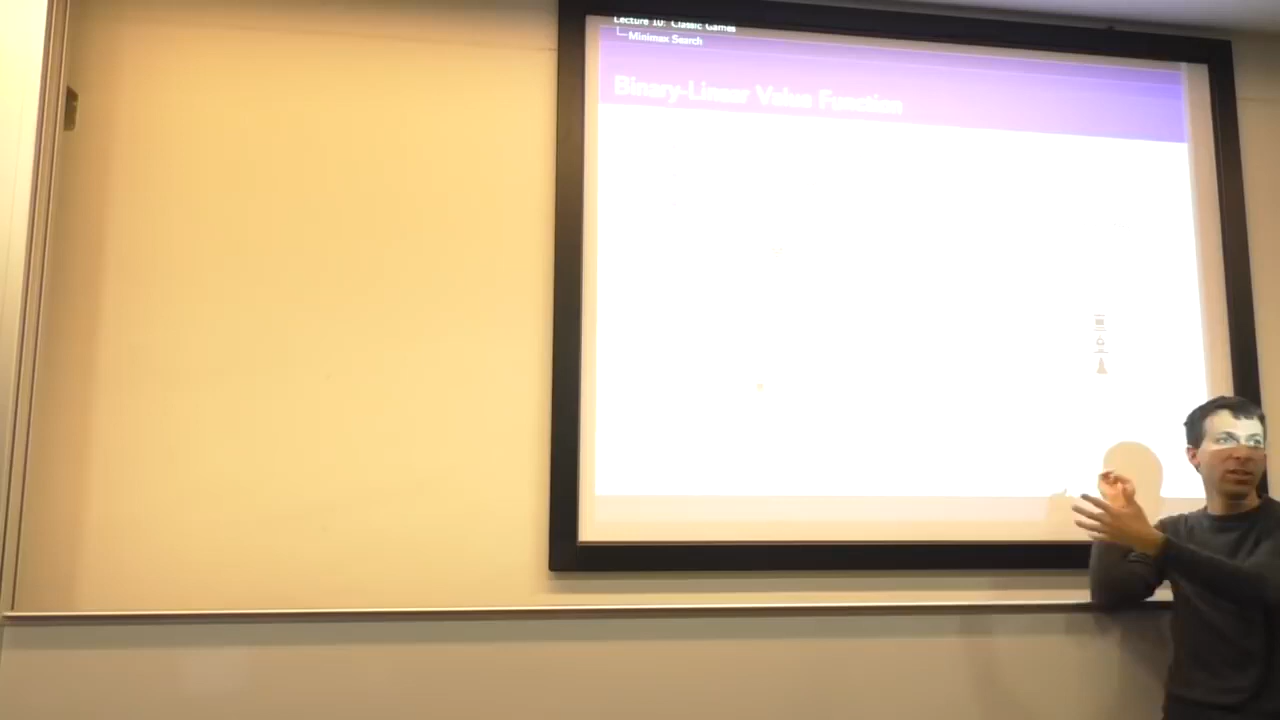 Lecture 10: Classic Games
Minimax Search
Binary-Linear Value Function